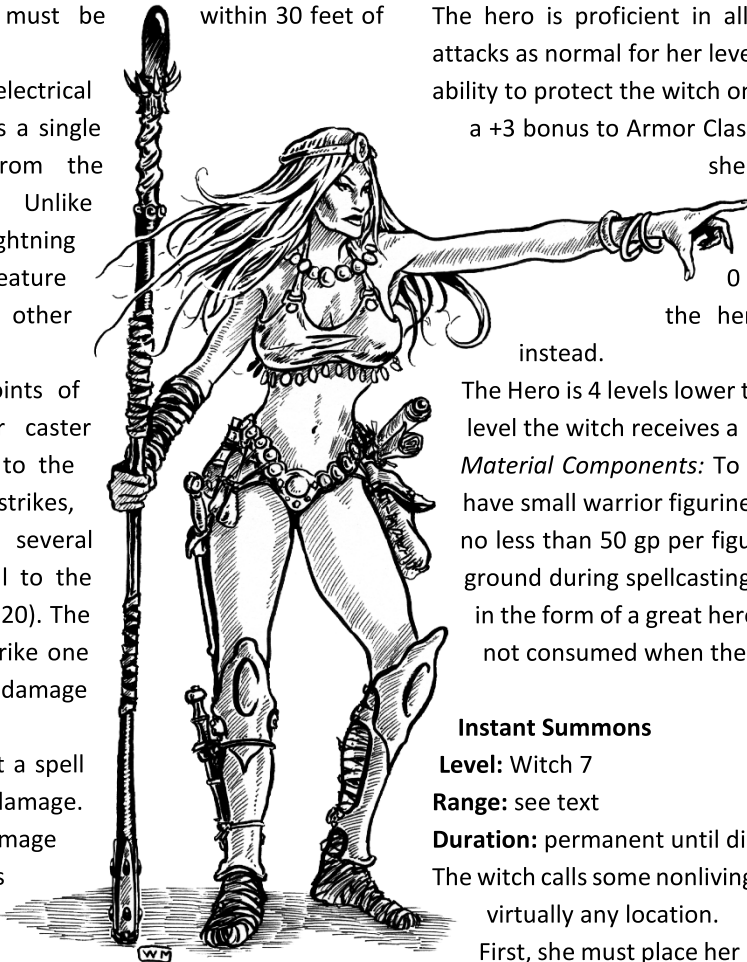 must be within 30 feet of
electrical
s a single
rom the
Unlike
ghtning
eature
other
oints of
r caster
to the
strikes,
several
l to the
20). The
rike one
damage
t a spell
damage.
mage
s
The hero is proficient in all
attacks as normal for her leve
ability to protect the witch or
a +3 bonus to Armor Clas
she
0
the her
instead.
The Hero is 4 levels lower t
level the witch receives a
Material Components: To
have small warrior figurine
no less than 50 gp per figu
ground during spellcasting
in the form of a great hero
not consumed when the
Instant Summons
Level: Witch 7
Range: see text
Duration: permanent until di
The witch calls some nonliving
virtually any location.
First, she must place her
WM